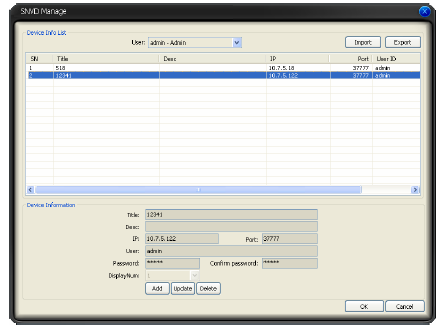 SNVD Manage
Device Info List
User: admin - Admin
Import Export
SN Title Desc IP Port User ID
1 518 10.7.5.18 37777 admin
2 12341 10.7.5.122 37777 admin
Device Information
Title: 12341
Desc:
IP: 10.7.5.122 Port: 37777
User: admin
Password: ***** Confirm password: *****
DisplayNum:
Add Update Delete
OK Cancel